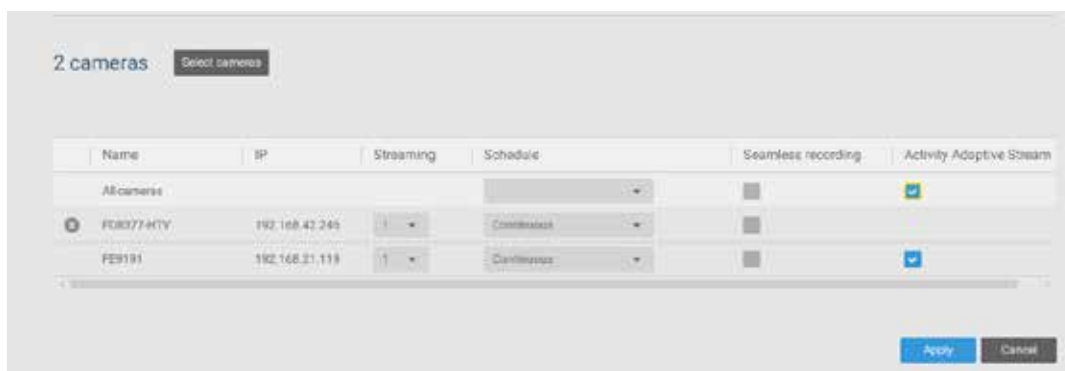 2 cameras Select cameras
Name IP Streaming Schedule Seamless recording Activity Adaptive Stream
All cameras
FD8377-HTV 192.168.42.246 1 Continuous
FE9191 192.168.21.119 1 Continuous
Apply Cancel